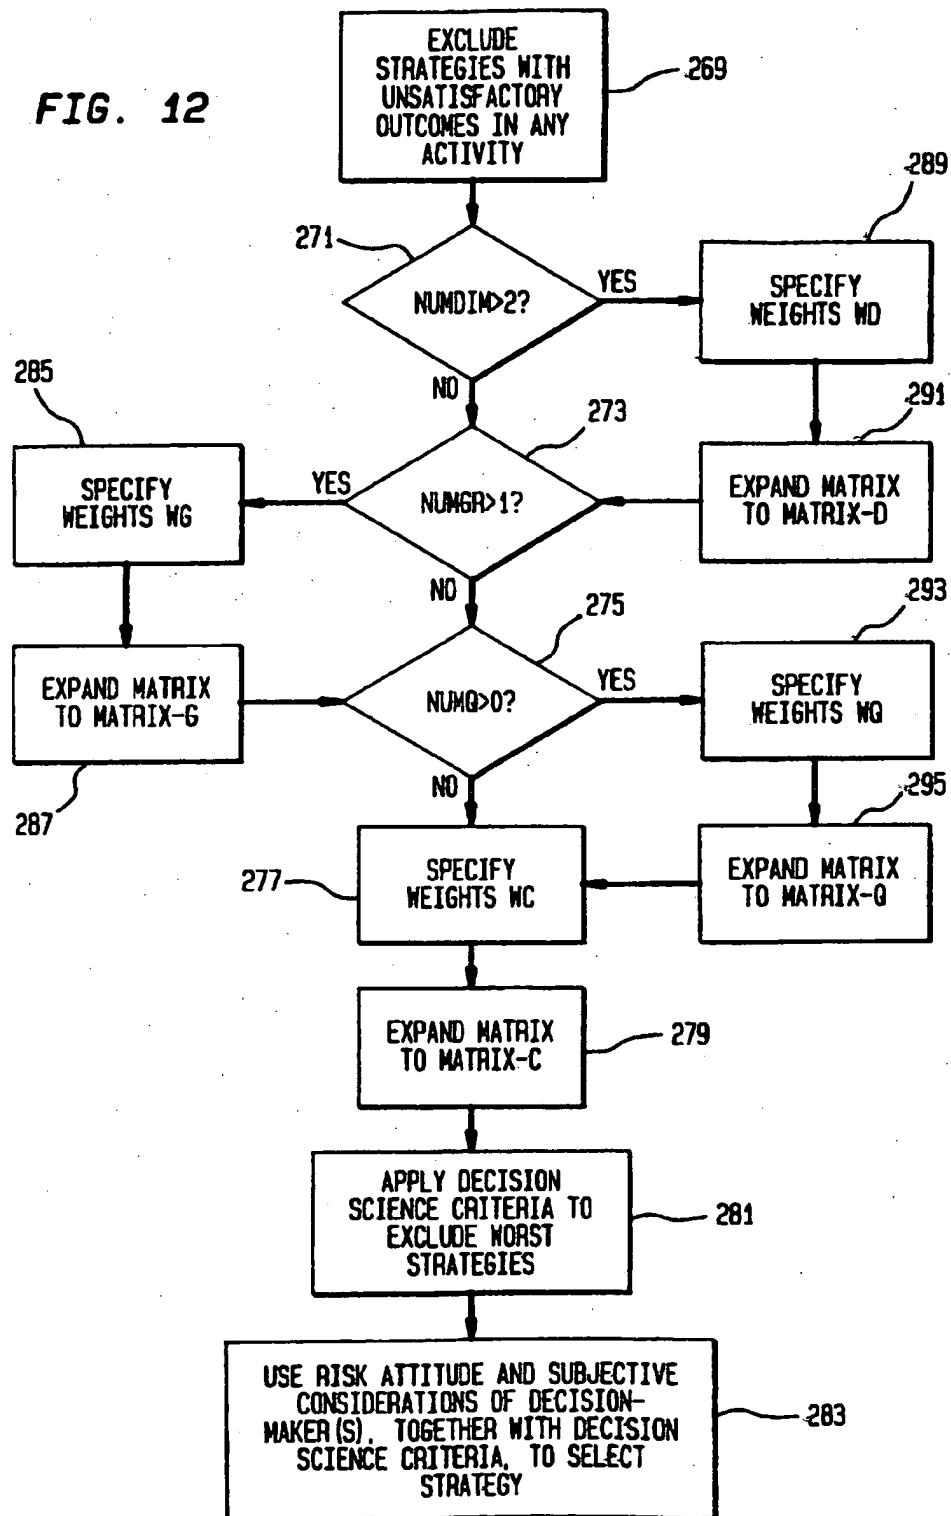 FIG. 12
EXCLUDE
STRATEGIES WITH
UNSATISFACTORY
OUTCOMES IN ANY
ACTIVITY
269
271
NUMDIM>2?
YES
NO
289
SPECIFY
WEIGHTS WD
291
EXPAND MATRIX
TO MATRIX-D
273
NUMGR>1?
YES
NO
285
SPECIFY
WEIGHTS WG
EXPAND MATRIX
TO MATRIX-G
287
275
NUMQ>0?
YES
NO
293
SPECIFY
WEIGHTS WQ
295
EXPAND MATRIX
TO MATRIX-Q
277
SPECIFY
WEIGHTS WC
EXPAND MATRIX
TO MATRIX-C
279
APPLY DECISION
SCIENCE CRITERIA TO
EXCLUDE WORST
STRATEGIES
281
USE RISK ATTITUDE AND SUBJECTIVE
CONSIDERATIONS OF DECISION-
MAKER(S). TOGETHER WITH DECISION
SCIENCE CRITERIA, TO SELECT
STRATEGY
283